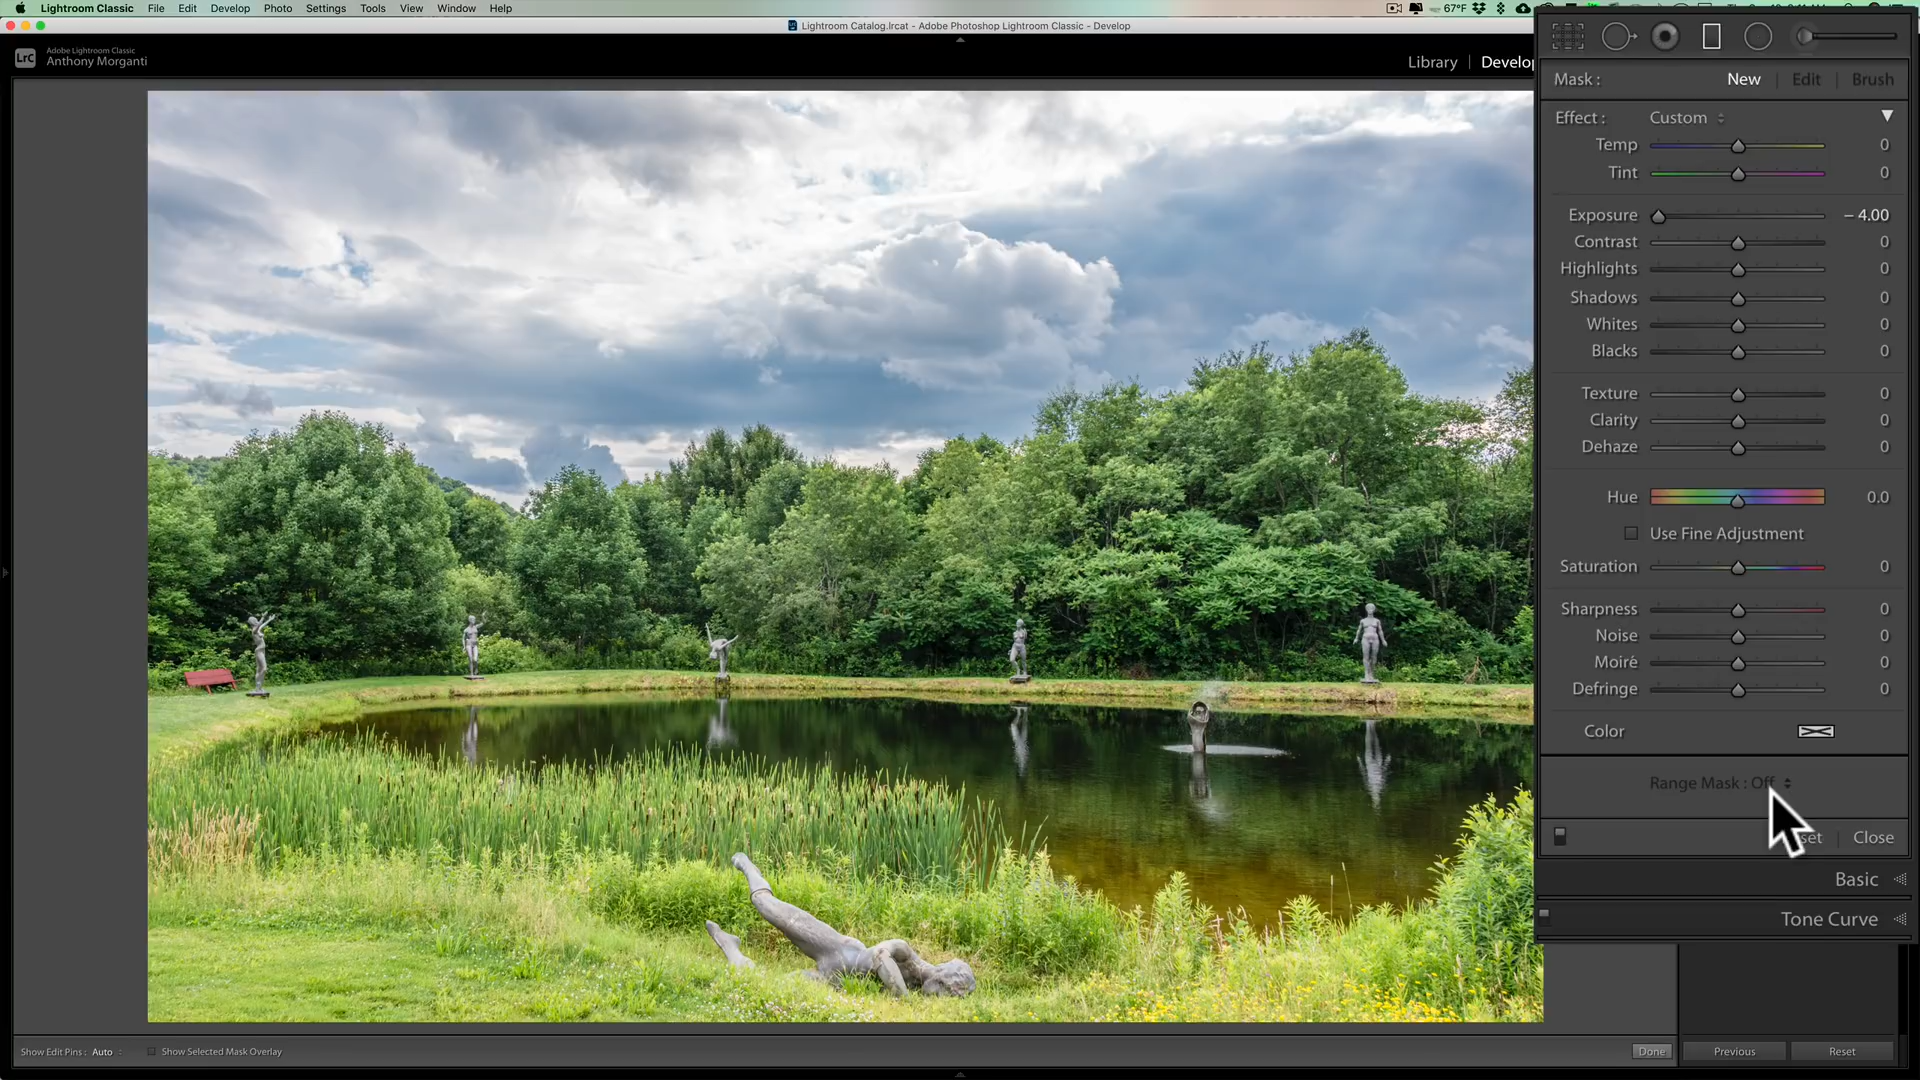 Lightroom Classic File Edit Develop Photo Settings Tools View Window Help 67°F
Lightroom Catalog.lrcat - Adobe Photoshop Lightroom Classic - Develop
LrC
Adobe Lightroom Classic
Anthony Morganti
Library | Develop
Mask : New | Edit | Brush
Effect : Custom
Temp 0
Tint 0
Exposure – 4.00
Contrast 0
Highlights 0
Shadows 0
Whites 0
Blacks 0
Texture 0
Clarity 0
Dehaze 0
Hue 0.0
Use Fine Adjustment
Saturation 0
Sharpness 0
Noise 0
Moiré 0
Defringe 0
Color
Range Mask : Off
set | Close
Basic
Tone Curve
Show Edit Pins : Auto Show Selected Mask Overlay Done Previous Reset